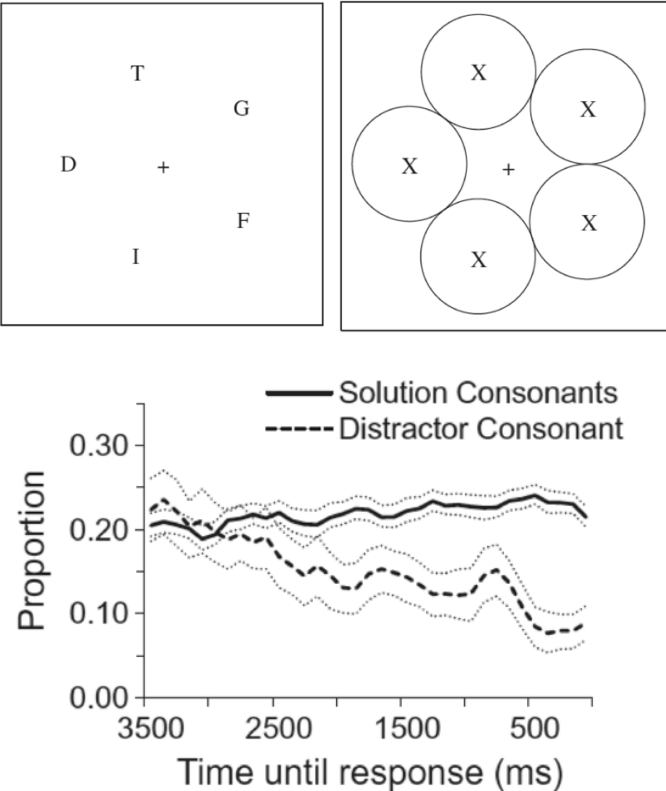 T
G
D
+
F
I
X
X
X
+
X
X
Solution Consonants
Distractor Consonant
Proportion
0.30
0.20
0.10
0.00
3500
2500
1500
500
Time until response (ms)